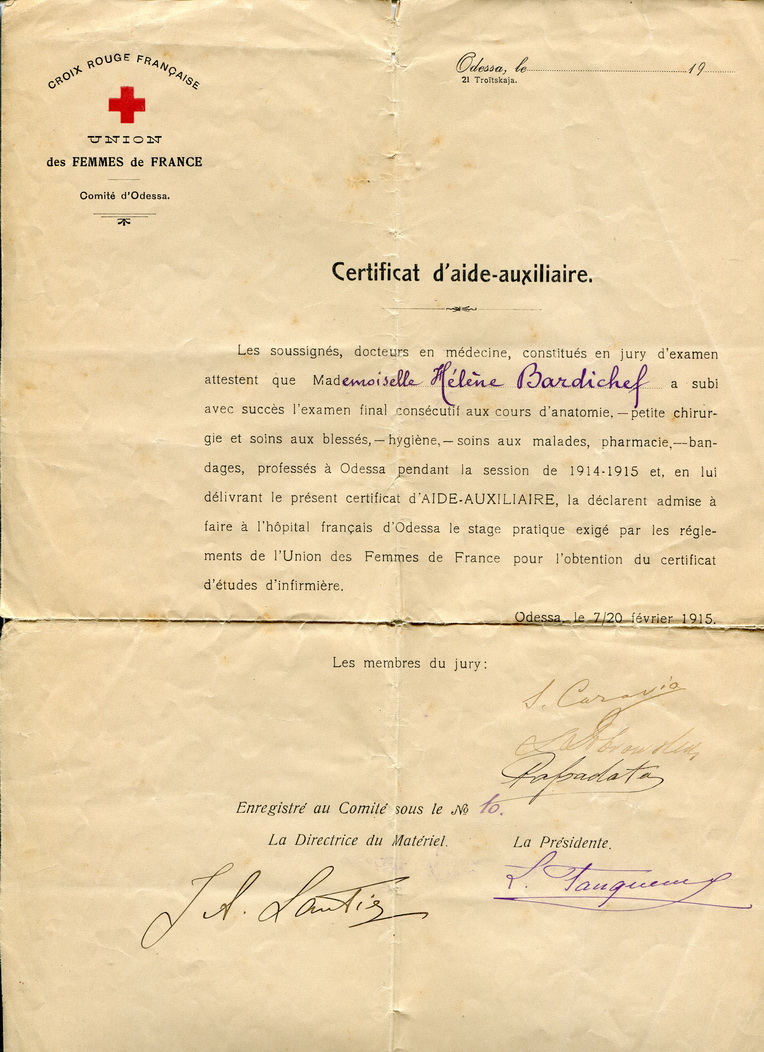 CROIX ROUGE FRANÇAISE
UNION
des FEMMES de FRANCE
Comité d'Odessa.
Odessa, le 19
21 Troïtskaja.
Certificat d'aide-auxiliaire.
Les soussignés, docteurs en médecine, constitués en jury d'examen
attestent que Mademoiselle Hélène Bardichef a subi
avec succès l'examen final consécutif aux cours d'anatomie,—petite chirur-
gie et soins aux blessés,—hygiène,—soins aux malades, pharmacie,—ban-
dages, professés à Odessa pendant la session de 1914-1915 et, en lui
délivrant le présent certificat d'AIDE-AUXILIAIRE, la déclarent admise à
faire à l'hôpital français d'Odessa le stage pratique exigé par les régle-
ments de l'Union des Femmes de France pour l'obtention du certificat
d'études d'infirmière.
Odessa, le 7/20 février 1915.
Les membres du jury:
Enregistré au Comité sous le № 10.
La Directrice du Matériel. La Présidente.